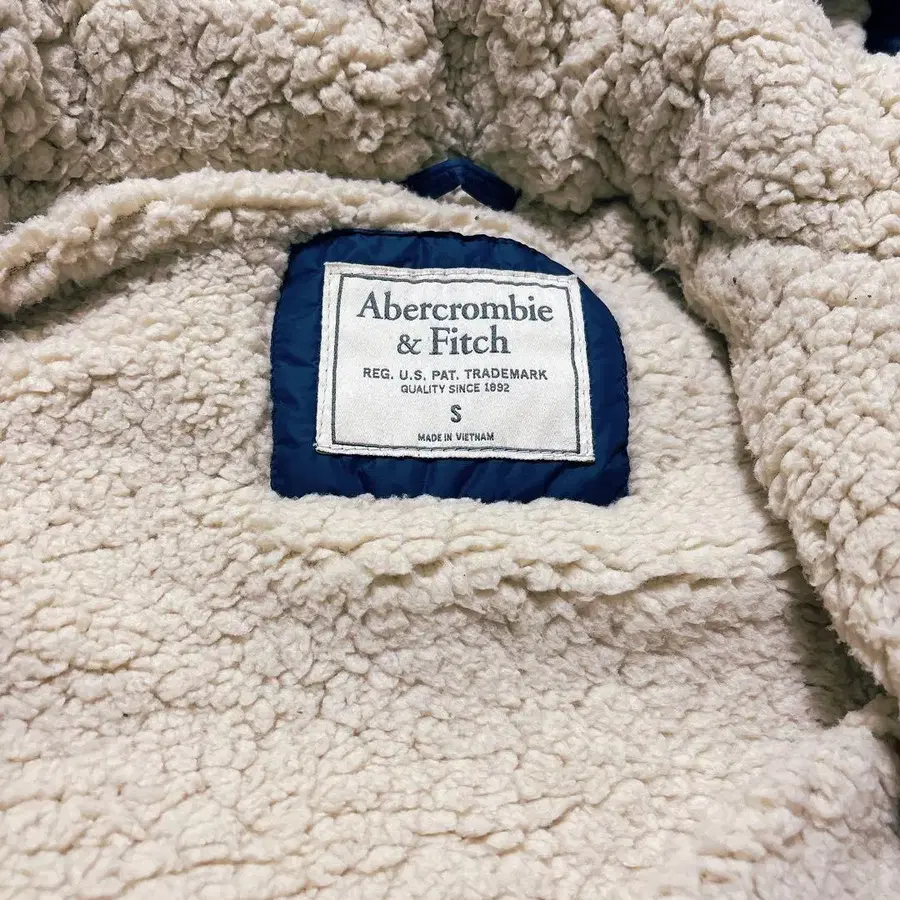 Abercrombie
& Fitch
REG. U.S. PAT. TRADEMARK
QUALITY SINCE 1892
S
MADE IN VIETNAM